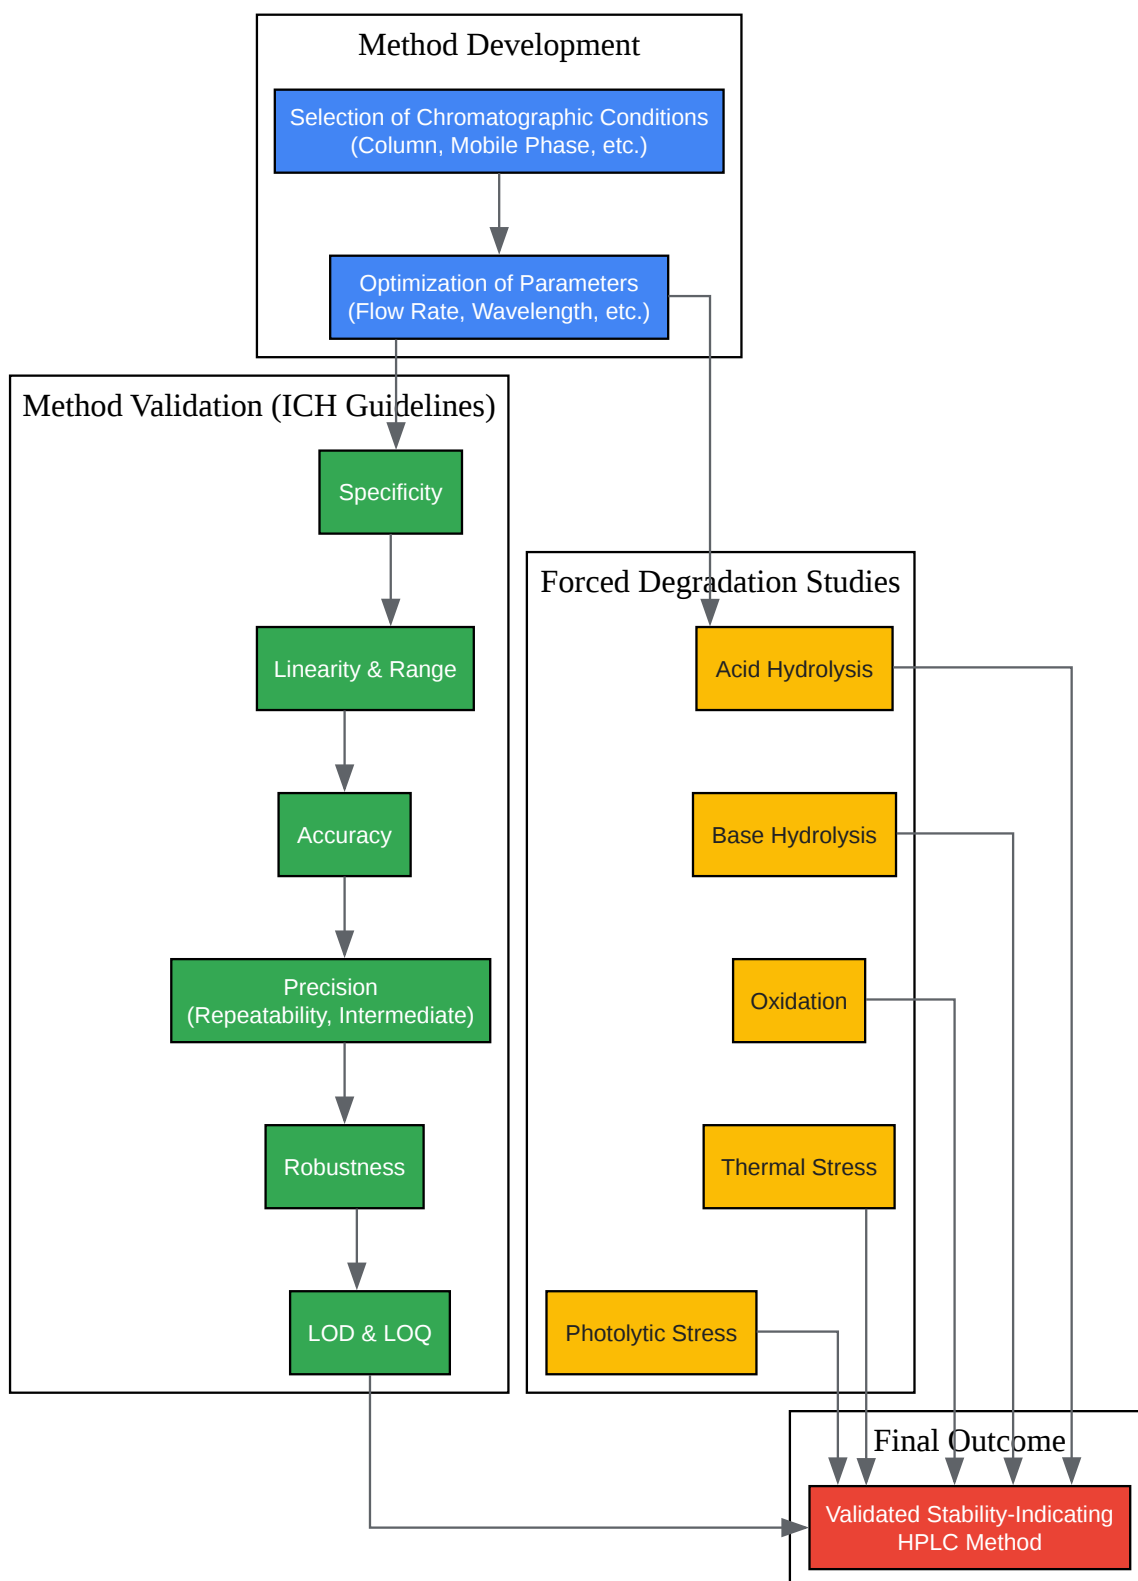 Method Development
Selection of Chromatographic Conditions
(Column, Mobile Phase, etc.)
Optimization of Parameters
(Flow Rate, Wavelength, etc.)
Method Validation (ICH Guidelines)
Specificity
Linearity & Range
Accuracy
Precision
(Repeatability, Intermediate)
Robustness
LOD & LOQ
Forced Degradation Studies
Acid Hydrolysis
Base Hydrolysis
Oxidation
Thermal Stress
Photolytic Stress
Final Outcome
Validated Stability-Indicating
HPLC Method